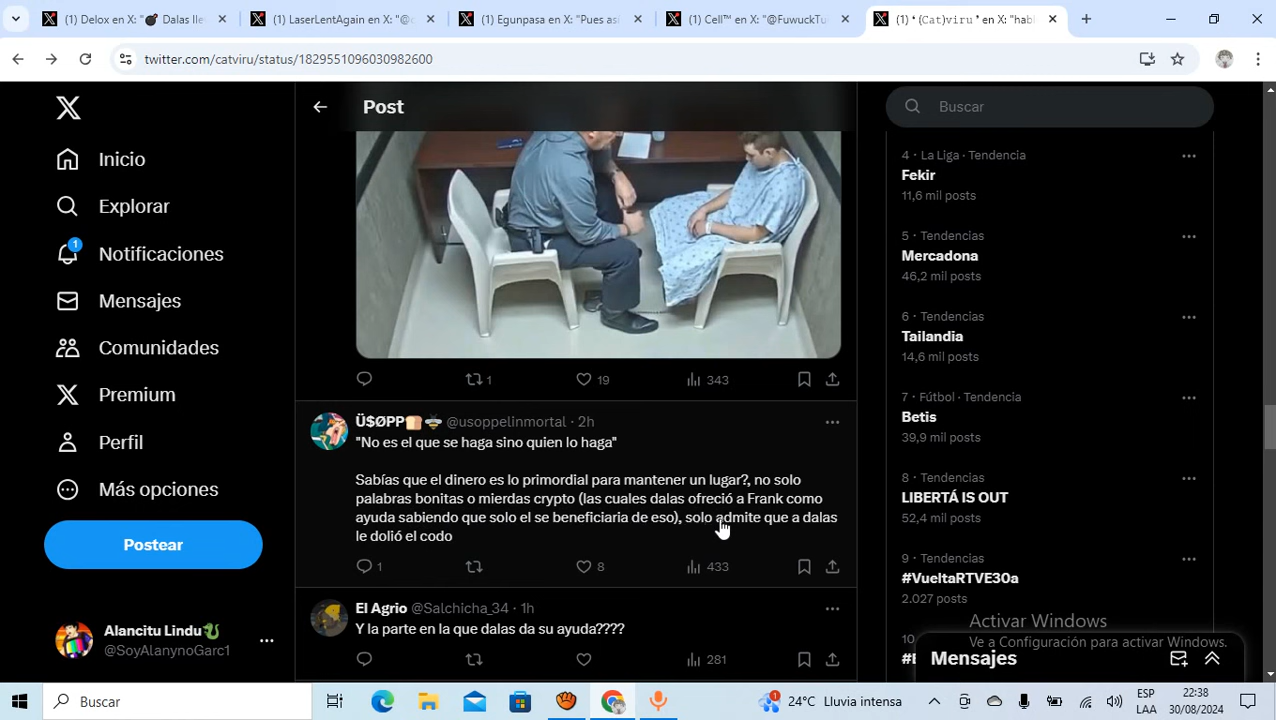 (1) Delox en X: "💣 Dalas lle
(1) LaserLentAgain en X: "@c
(1) Egunpasa en X: "Pues así
(1) Cell™ en X: "@FuwuckTu
(1) ❛ (Cat)viru ❜ en X: "hab
twitter.com/catviru/status/1829551096030982600
Inicio
Explorar
1
Notificaciones
Mensajes
Comunidades
Premium
Perfil
Más opciones
Postear
Alancitu Lindu🐉
@SoyAlanynoGarc1
Post
1 19 343
Ü$ØPP🍞🐝 @usoppelinmortal · 2h
"No es el que se haga sino quien lo haga"
Sabías que el dinero es lo primordial para mantener un lugar?, no solo
palabras bonitas o mierdas crypto (las cuales dalas ofreció a Frank como
ayuda sabiendo que solo el se beneficiaria de eso), solo admite que a dalas
le dolió el codo
1 8 433
El Agrio @Salchicha_34 · 1h
Y la parte en la que dalas da su ayuda????
281
Buscar
4 · La Liga · Tendencia
Fekir
11,6 mil posts
5 · Tendencias
Mercadona
46,2 mil posts
6 · Tendencias
Tailandia
14,6 mil posts
7 · Fútbol · Tendencia
Betis
39,9 mil posts
8 · Tendencias
LIBERTÁ IS OUT
52,4 mil posts
9 · Tendencias
#VueltaRTVE30a
2.027 posts
10
Activar Windows
Ve a Configuración para activar Windows.
Mensajes
Buscar
1
24°C Lluvia intensa
ESP
LAA
22:38
30/08/2024